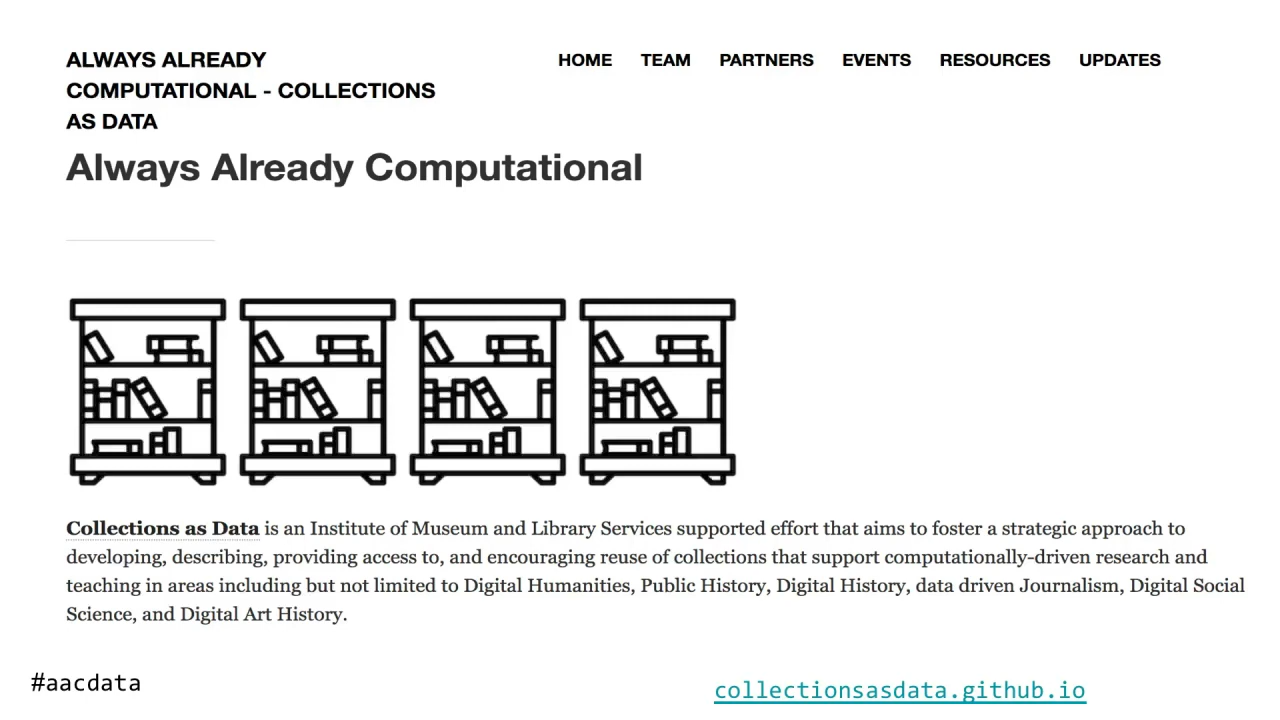 ALWAYS ALREADY
COMPUTATIONAL - COLLECTIONS
AS DATA
HOME TEAM PARTNERS EVENTS RESOURCES UPDATES
Always Already Computational
Collections as Data is an Institute of Museum and Library Services supported effort that aims to foster a strategic approach to
developing, describing, providing access to, and encouraging reuse of collections that support computationally-driven research and
teaching in areas including but not limited to Digital Humanities, Public History, Digital History, data driven Journalism, Digital Social
Science, and Digital Art History.
#aacdata
collectionsasdata.github.io